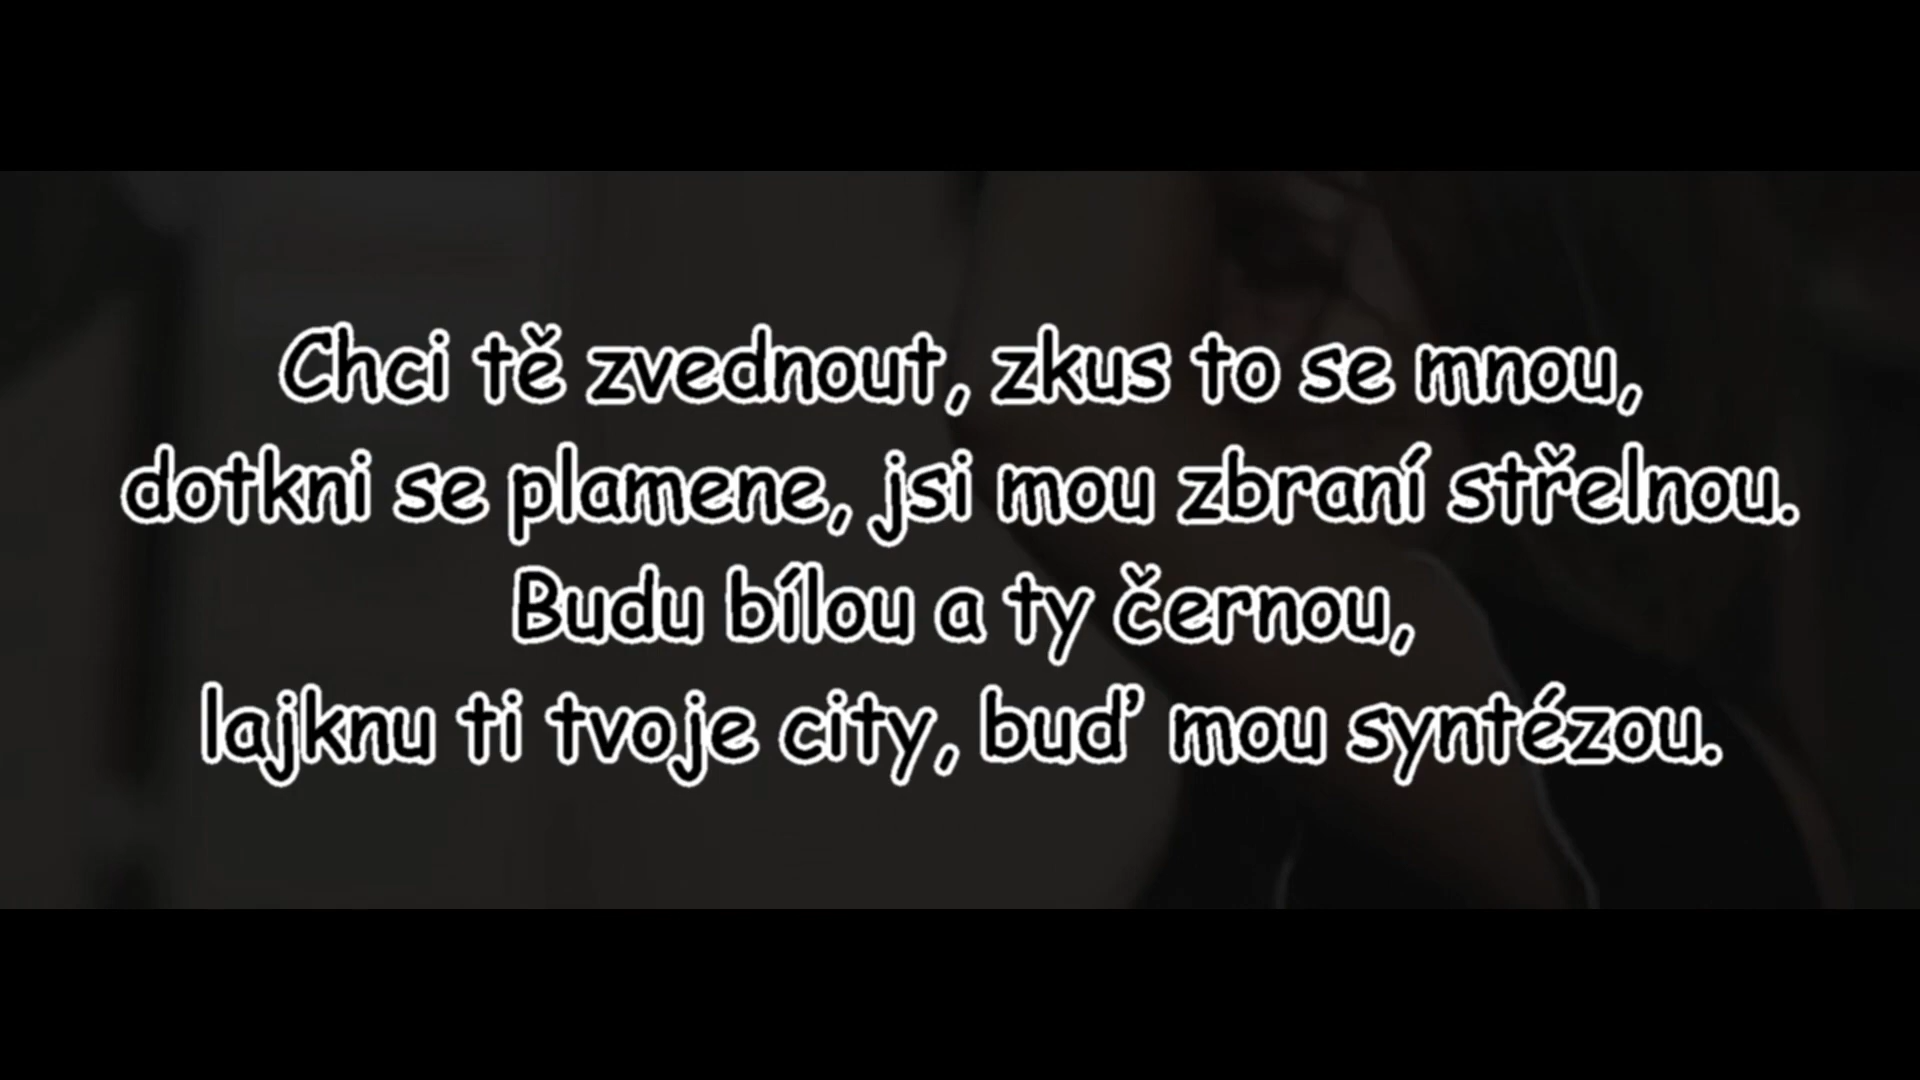 Chci tě zvednout, zkus to se mnou,
dotkni se plamene, jsi mou zbraní střelnou.
Budu bílou a ty černou,
lajknu ti tvoje city, buď mou syntézou.